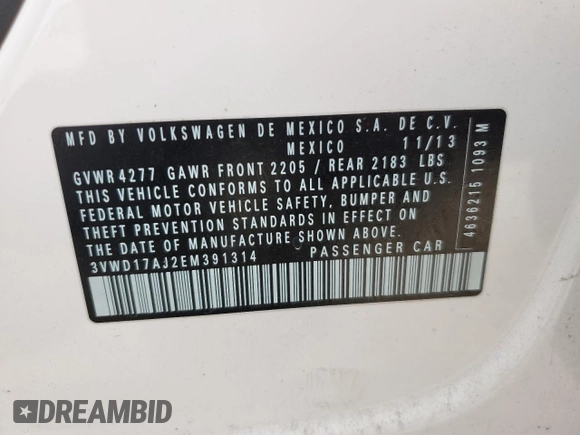 MFD BY VOLKSWAGEN DE MEXICO S.A. DE C.V.
MEXICO 11/13
GVWR 4277 GAWR FRONT 2205 / REAR 2183 LBS
THIS VEHICLE CONFORMS TO ALL APPLICABLE U.S.
FEDERAL MOTOR VEHICLE SAFETY, BUMPER AND
THEFT PREVENTION STANDARDS IN EFFECT ON
THE DATE OF MANUFACTURE SHOWN ABOVE.
3VWD17AJ2EM391314 PASSENGER CAR
4636215 1093 M
DREAMBID